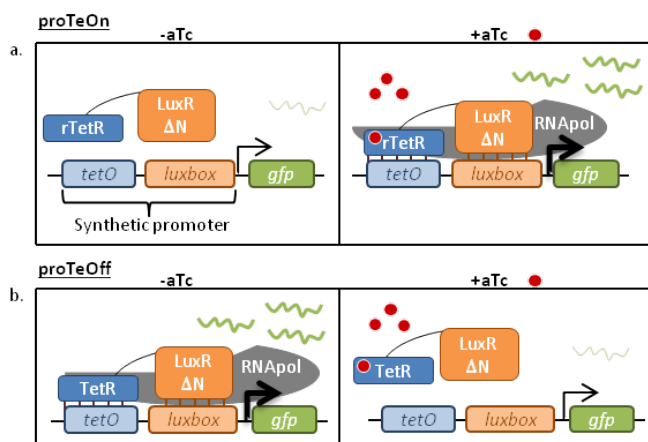 proTeOn
-aTc
+aTc
a.
rTetR
LuxR
ΔN
tetO
luxbox
gfp
Synthetic promoter
rTetR
LuxR
ΔN
RNApol
tetO
luxbox
gfp
proTeOff
-aTc
+aTc
b.
TetR
LuxR
ΔN
RNApol
tetO
luxbox
gfp
TetR
LuxR
ΔN
tetO
luxbox
gfp